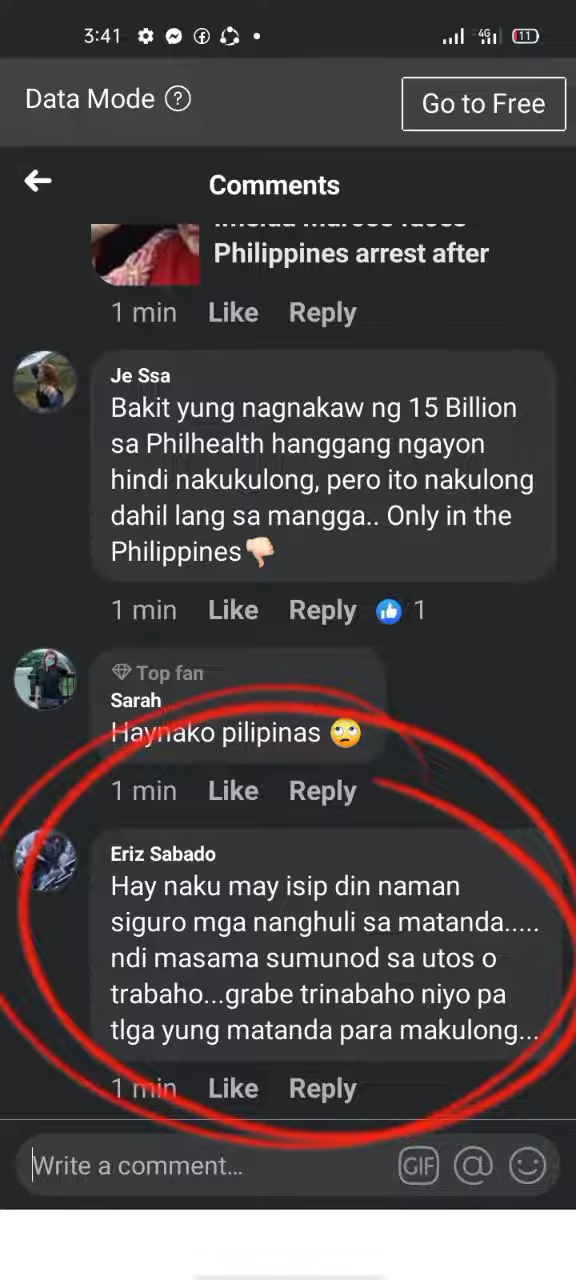 3:41
4G
11
Data Mode ?
Go to Free
Comments
Philippines arrest after
1 min Like Reply
Je Ssa
Bakit yung nagnakaw ng 15 Billion
sa Philhealth hanggang ngayon
hindi nakukulong, pero ito nakulong
dahil lang sa mangga.. Only in the
Philippines👎🏻
1 min Like Reply 1
Top fan
Sarah
Haynako pilipinas 🙄
1 min Like Reply
Eriz Sabado
Hay naku may isip din naman
siguro mga nanghuli sa matanda.....
ndi masama sumunod sa utos o
trabaho...grabe trinabaho niyo pa
tlga yung matanda para makulong...
1 min Like Reply
Write a comment...
GIF @